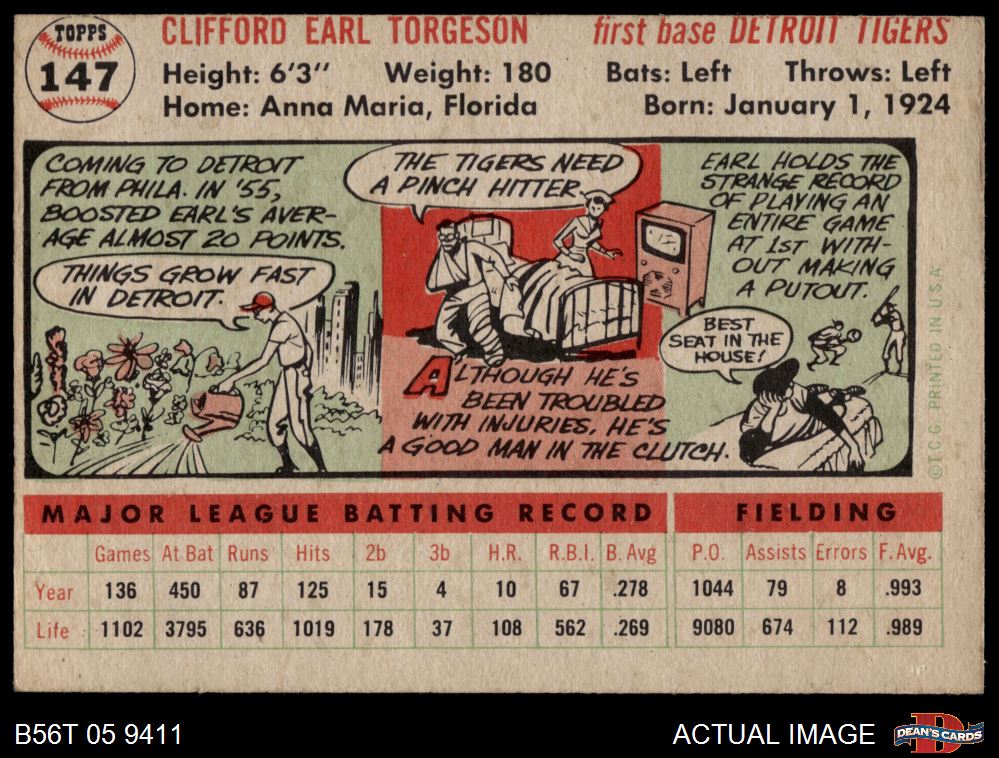 TOPPS
147
CLIFFORD EARL TORGESON first base DETROIT TIGERS
Height: 6'3" Weight: 180 Bats: Left Throws: Left
Home: Anna Maria, Florida Born: January 1, 1924
COMING TO DETROIT
FROM PHILA. IN '55,
BOOSTED EARL'S AVER-
AGE ALMOST 20 POINTS.
THINGS GROW FAST
IN DETROIT.
THE TIGERS NEED
A PINCH HITTER.
ALTHOUGH HE'S
BEEN TROUBLED
WITH INJURIES, HE'S
A GOOD MAN IN THE CLUTCH.
EARL HOLDS THE
STRANGE RECORD
OF PLAYING AN
ENTIRE GAME
AT 1ST WITH-
OUT MAKING
A PUTOUT.
BEST
SEAT IN THE
HOUSE!
©T.C.G. PRINTED IN U.S.A.
MAJOR LEAGUE BATTING RECORD FIELDING
Games At Bat Runs Hits 2b 3b H.R. R.B.I. B. Avg P.O. Assists Errors F. Avg.
Year 136 450 87 125 15 4 10 67 .278 1044 79 8 .993
Life 1102 3795 636 1019 178 37 108 562 .269 9080 674 112 .989
B56T 05 9411 ACTUAL IMAGE
D
DEAN'S CARDS